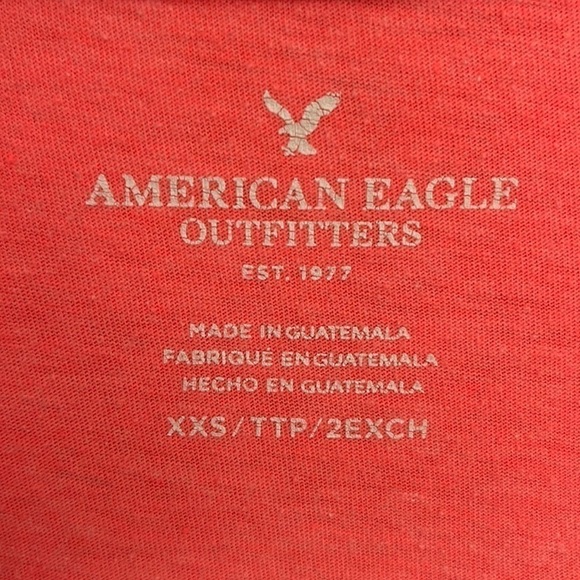 AMERICAN EAGLE
OUTFITTERS
EST. 1977
MADE IN GUATEMALA
FABRIQUÉ EN GUATEMALA
HECHO EN GUATEMALA
XXS/TTP/2EXCH